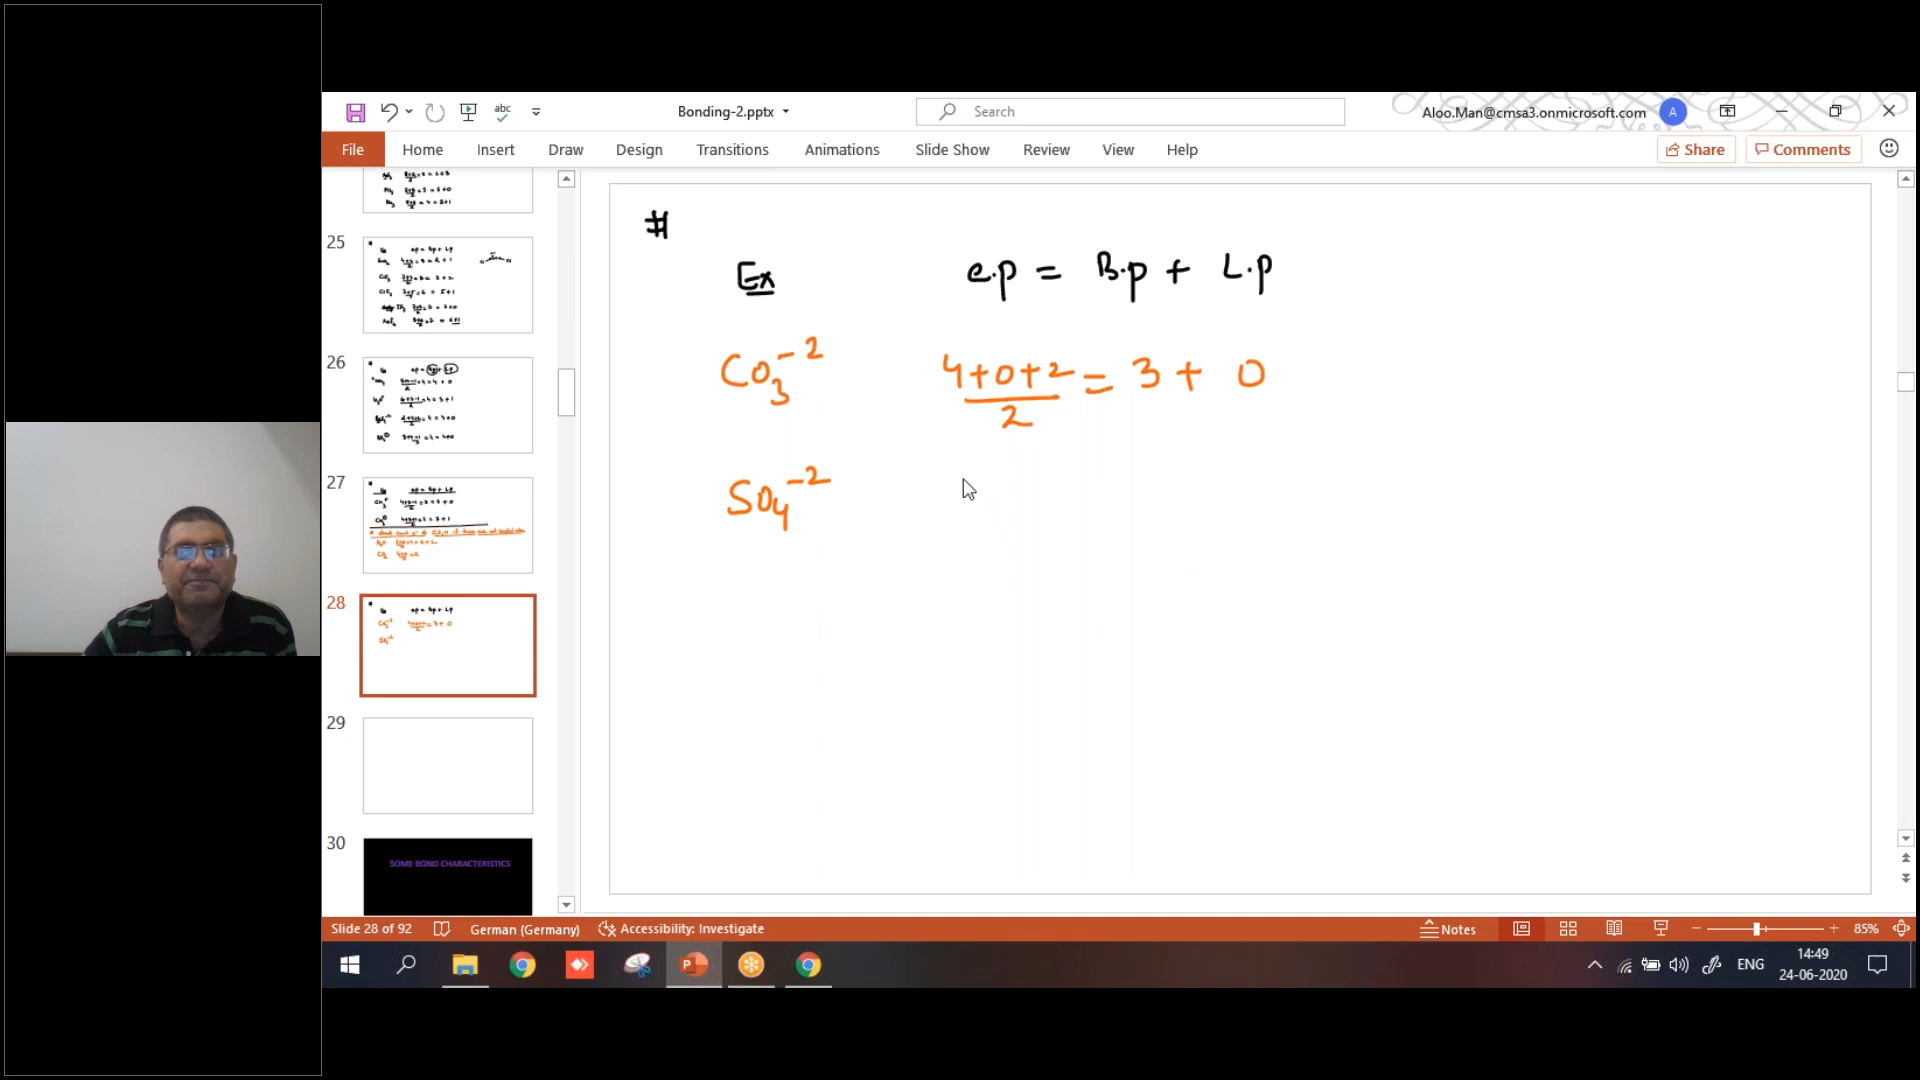 abc
Bonding-2.pptx
Search
Aloo.Man@cmsa3.onmicrosoft.com
A
File Home Insert Draw Design Transitions Animations Slide Show Review View Help
Share
Comments
25
26
27
28
29
30
SOME BOND CHARACTERISTICS
#
Ex e.p = B.p + L.p
CO₃⁻² (4+0+2)/2 = 3 + 0
SO₄⁻²
Slide 28 of 92
German (Germany)
Accessibility: Investigate
Notes
85%
ENG
14:49
24-06-2020